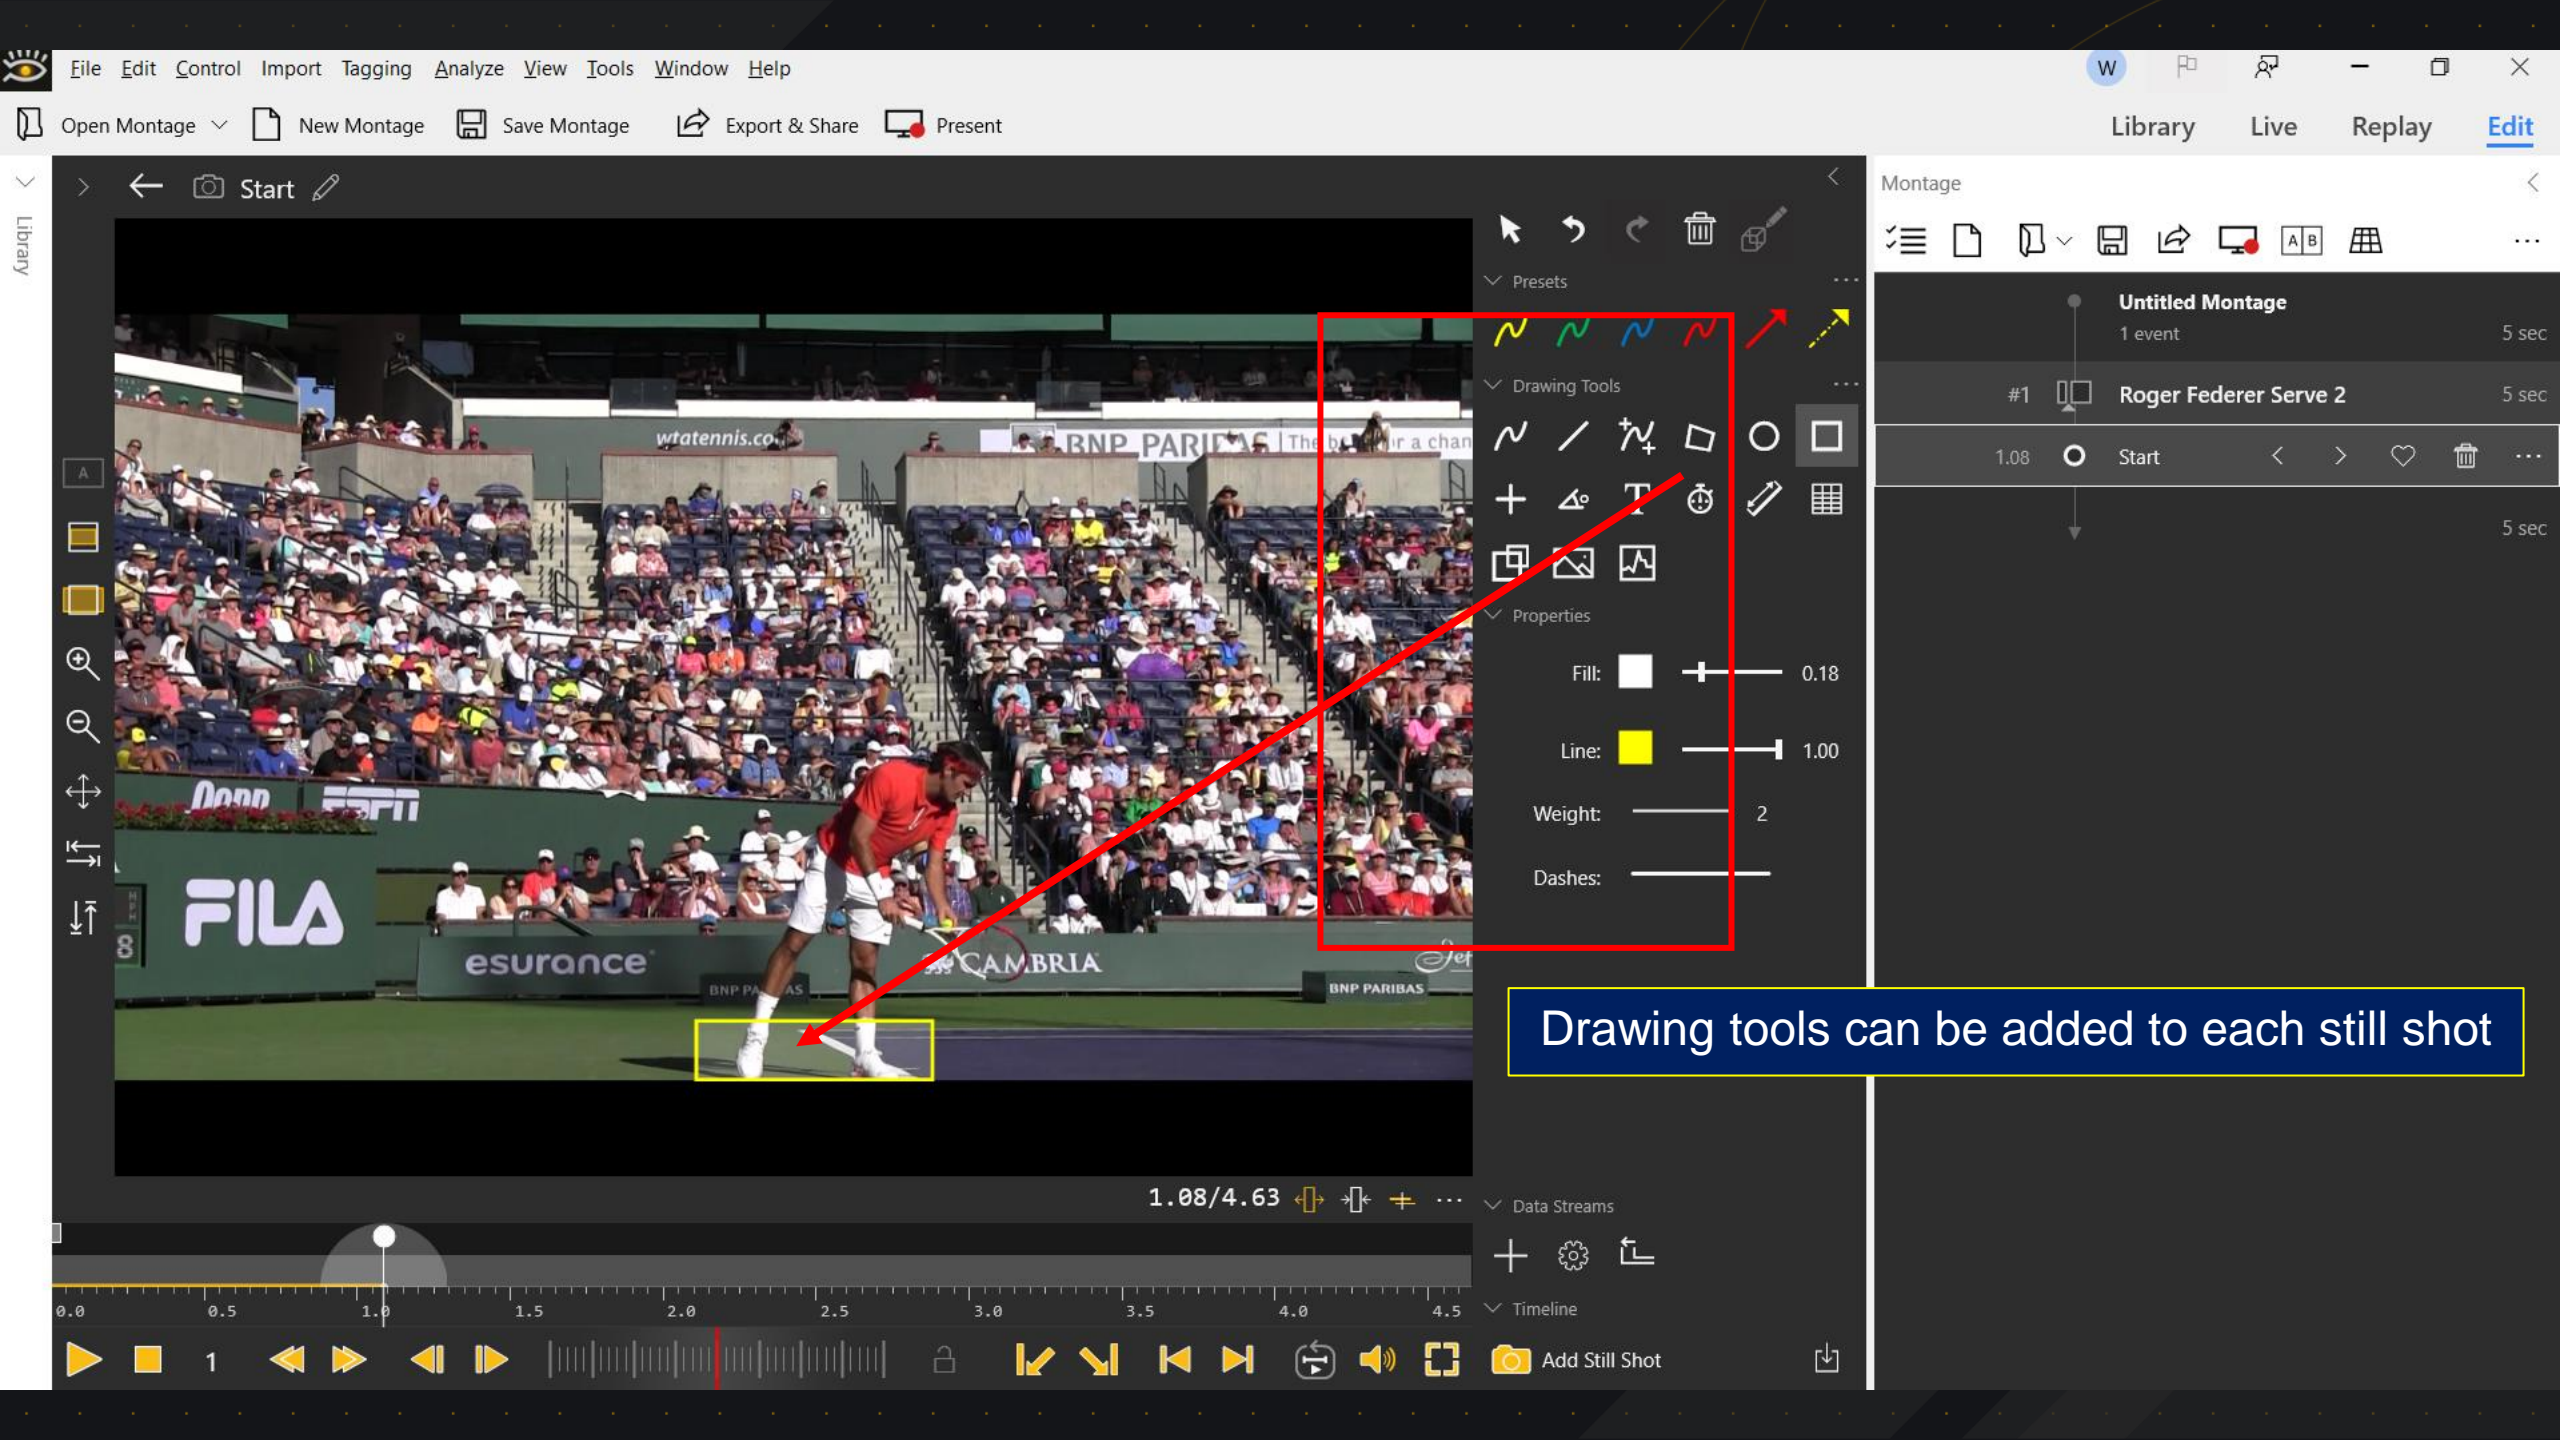 File Edit Control Import Tagging Analyze View Tools Window Help
W
Open Montage New Montage Save Montage Export & Share Present
Library Live Replay Edit
Library
Start
Montage
Presets
Untitled Montage
1 event
5 sec
Drawing Tools
#1 Roger Federer Serve 2 5 sec
wtatennis.co
BNP PARI
1.08 Start
A
A B
T
5 sec
Properties
Fill: 0.18
Line: 1.00
Weight: 2
Dashes:
ESPN
FILA
8
esurance
CAMBRIA
Jef
BNP PARIBAS
Drawing tools can be added to each still shot
1.08/4.63
Data Streams
0.0 0.5 1.0 1.5 2.0 2.5 3.0 3.5 4.0 4.5
Timeline
1
Add Still Shot